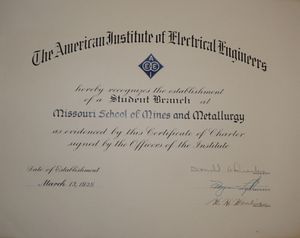 The American Institute of Electrical Engineers
hereby recognizes the establishment
of a Student Branch at
Missouri School of Mines and Metallurgy
as evidenced by this Certificate of Charter
signed by the Officers of the Institute
Date of Establishment
March 13, 1925